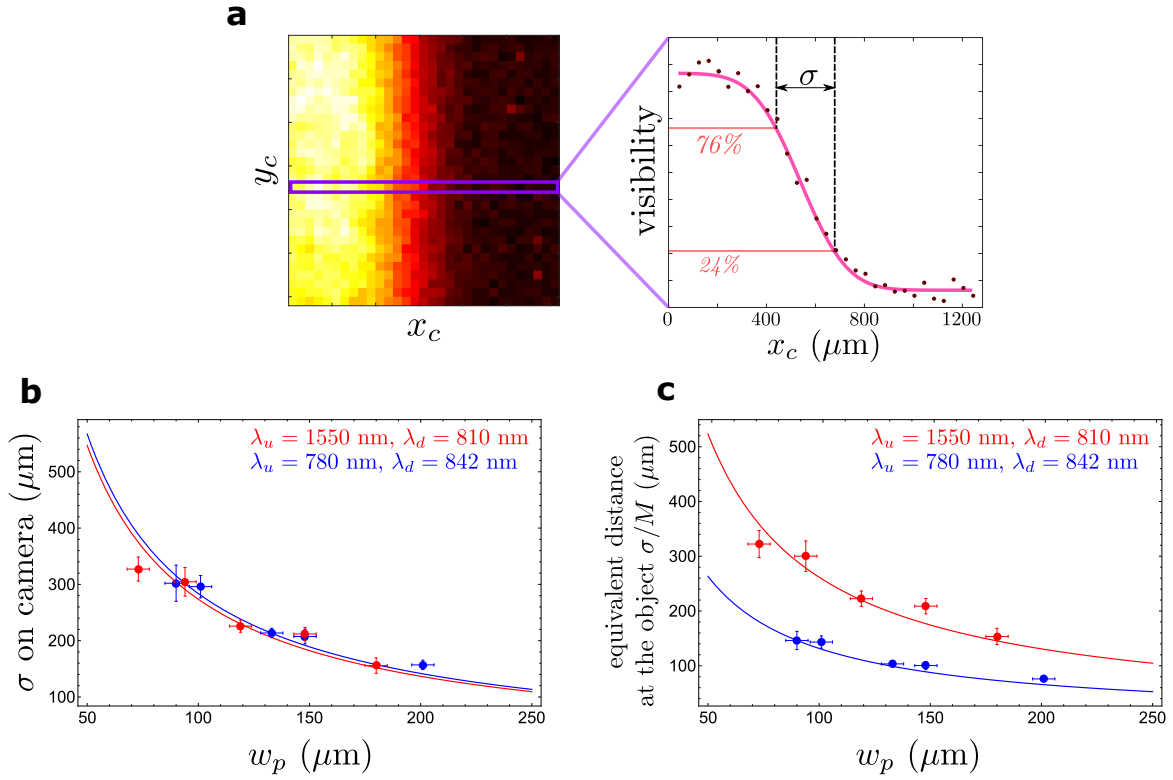 a
y_c
x_c
visibility
σ
76%
24%
0 400 800 1200
x_c (μm)
b
σ on camera (μm)
500
400
300
200
100
λ_u = 1550 nm, λ_d = 810 nm
λ_u = 780 nm, λ_d = 842 nm
50 100 150 200 250
w_p (μm)
c
equivalent distance
at the object σ/M (μm)
500
400
300
200
100
λ_u = 1550 nm, λ_d = 810 nm
λ_u = 780 nm, λ_d = 842 nm
50 100 150 200 250
w_p (μm)